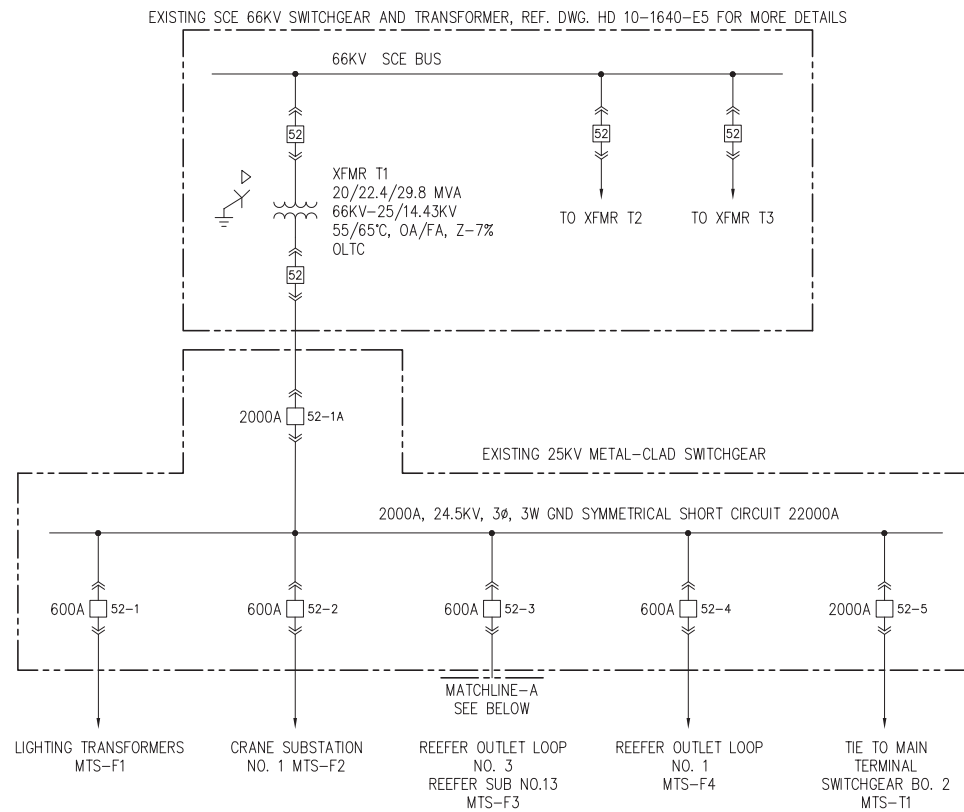 EXISTING SCE 66KV SWITCHGEAR AND TRANSFORMER, REF. DWG. HD 10-1640-E5 FOR MORE DETAILS
66KV SCE BUS
52
52
52
XFMR T1
20/22.4/29.8 MVA
66KV-25/14.43KV
55/65°C, OA/FA, Z-7%
OLTC
TO XFMR T2
TO XFMR T3
52
2000A
52-1A
EXISTING 25KV METAL-CLAD SWITCHGEAR
2000A, 24.5KV, 3ø, 3W GND SYMMETRICAL SHORT CIRCUIT 22000A
600A
52-1
600A
52-2
600A
52-3
600A
52-4
2000A
52-5
MATCHLINE-A
SEE BELOW
LIGHTING TRANSFORMERS
MTS-F1
CRANE SUBSTATION
NO. 1 MTS-F2
REEFER OUTLET LOOP
NO. 3
REEFER SUB NO.13
MTS-F3
REEFER OUTLET LOOP
NO. 1
MTS-F4
TIE TO MAIN
TERMINAL
SWITCHGEAR BO. 2
MTS-T1